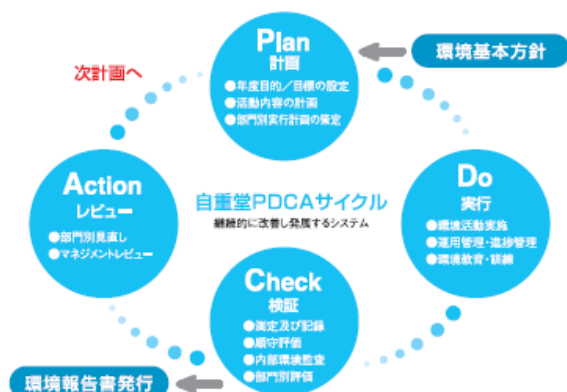 Plan
計画
●年度目的／目標の設定
●活動内容の計画
●部門別実行計画の策定
環境基本方針
次計画へ
Do
実行
●環境活動実施
●運用管理・進捗管理
●環境教育・訓練
自重堂PDCAサイクル
継続的に改善し発展するシステム
Action
レビュー
●部門別見直し
●マネジメントレビュー
Check
検証
●測定及び記録
●順守評価
●内部環境監査
●部門別評価
環境報告書発行